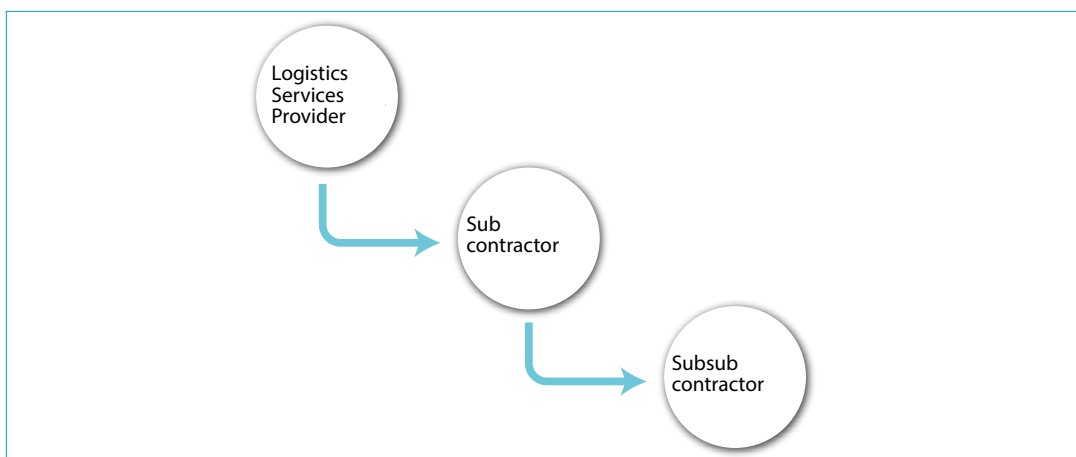 Logistics
Services
Provider
Sub
contractor
Subsub
contractor